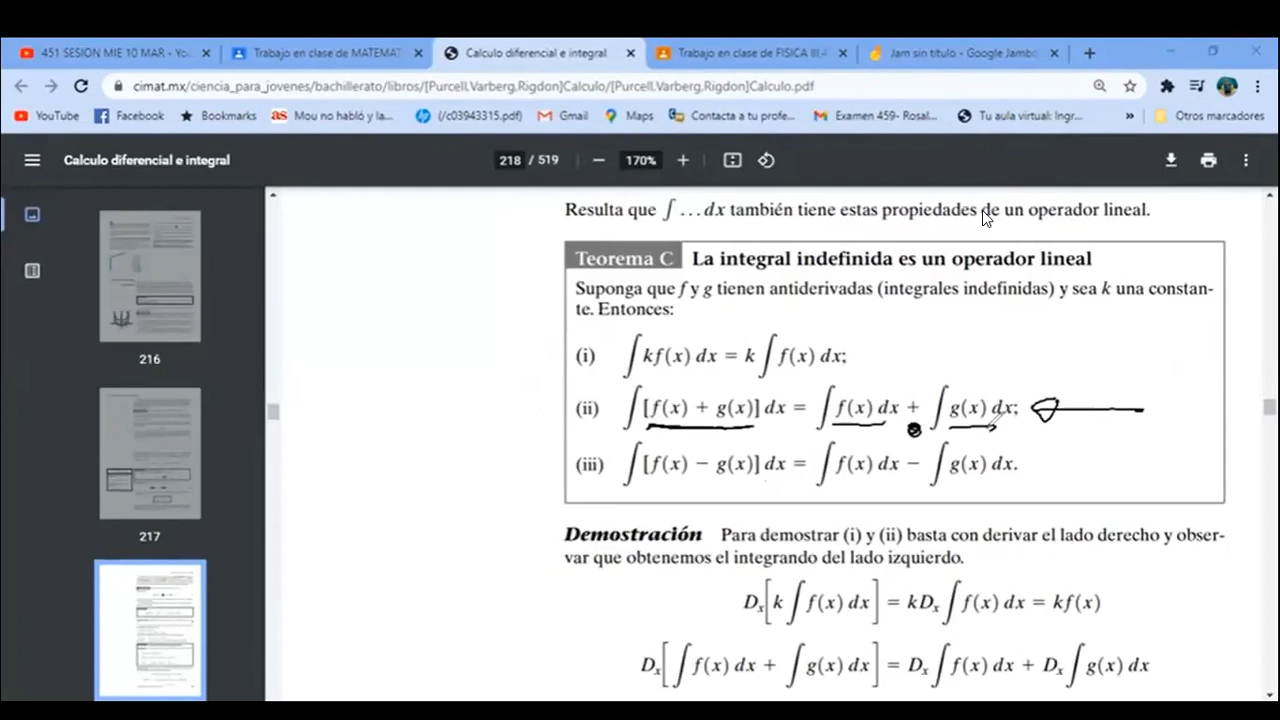 451 SESION MIE 10 MAR - Yo
Trabajo en clase de MATEMAT
Calculo diferencial e integral
Trabajo en clase de FISICA III
Jam sin título - Google Jambo
cimat.mx/ciencia_para_jovenes/bachillerato/libros/[Purcell,Varberg,Rigdon]Calculo/[Purcell,Varberg,Rigdon]Calculo.pdf
YouTube
Facebook
Bookmarks
Mou no habló y la...
(/c03943315.pdf)
Gmail
Maps
Contacta a tu profe...
Examen 459- Rosal...
Tu aula virtual: Ingr...
»
Otros marcadores
Calculo diferencial e integral
218 / 519
− 170% +
216
217
Resulta que ∫ ...dx también tiene estas propiedades de un operador lineal.
Teorema C La integral indefinida es un operador lineal
Suponga que f y g tienen antiderivadas (integrales indefinidas) y sea k una constan-
te. Entonces:
(i) ∫ kf(x) dx = k ∫ f(x) dx;
(ii) ∫ [f(x) + g(x)] dx = ∫ f(x) dx + ∫ g(x) dx;
(iii) ∫ [f(x) − g(x)] dx = ∫ f(x) dx − ∫ g(x) dx.
Demostración Para demostrar (i) y (ii) basta con derivar el lado derecho y obser-
var que obtenemos el integrando del lado izquierdo.
Dₓ[k ∫ f(x) dx] = kDₓ ∫ f(x) dx = kf(x)
Dₓ[∫ f(x) dx + ∫ g(x) dx] = Dₓ ∫ f(x) dx + Dₓ ∫ g(x) dx